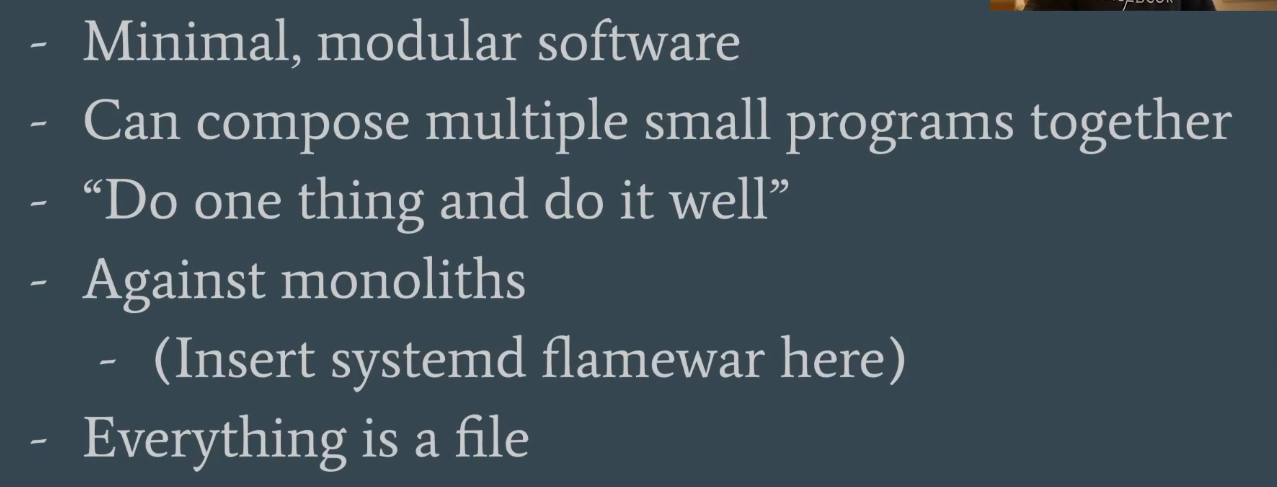 - Minimal, modular software
- Can compose multiple small programs together
- “Do one thing and do it well”
- Against monoliths
- (Insert systemd flamewar here)
- Everything is a file